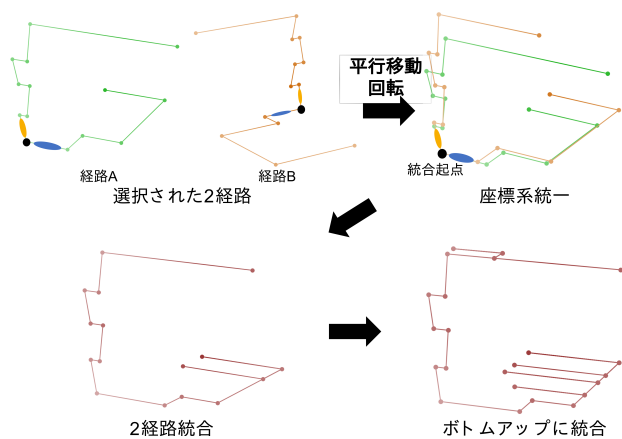 平行移動
回転
経路A
経路B
統合起点
選択された2経路
座標系統一
2経路統合
ボトムアップに統合